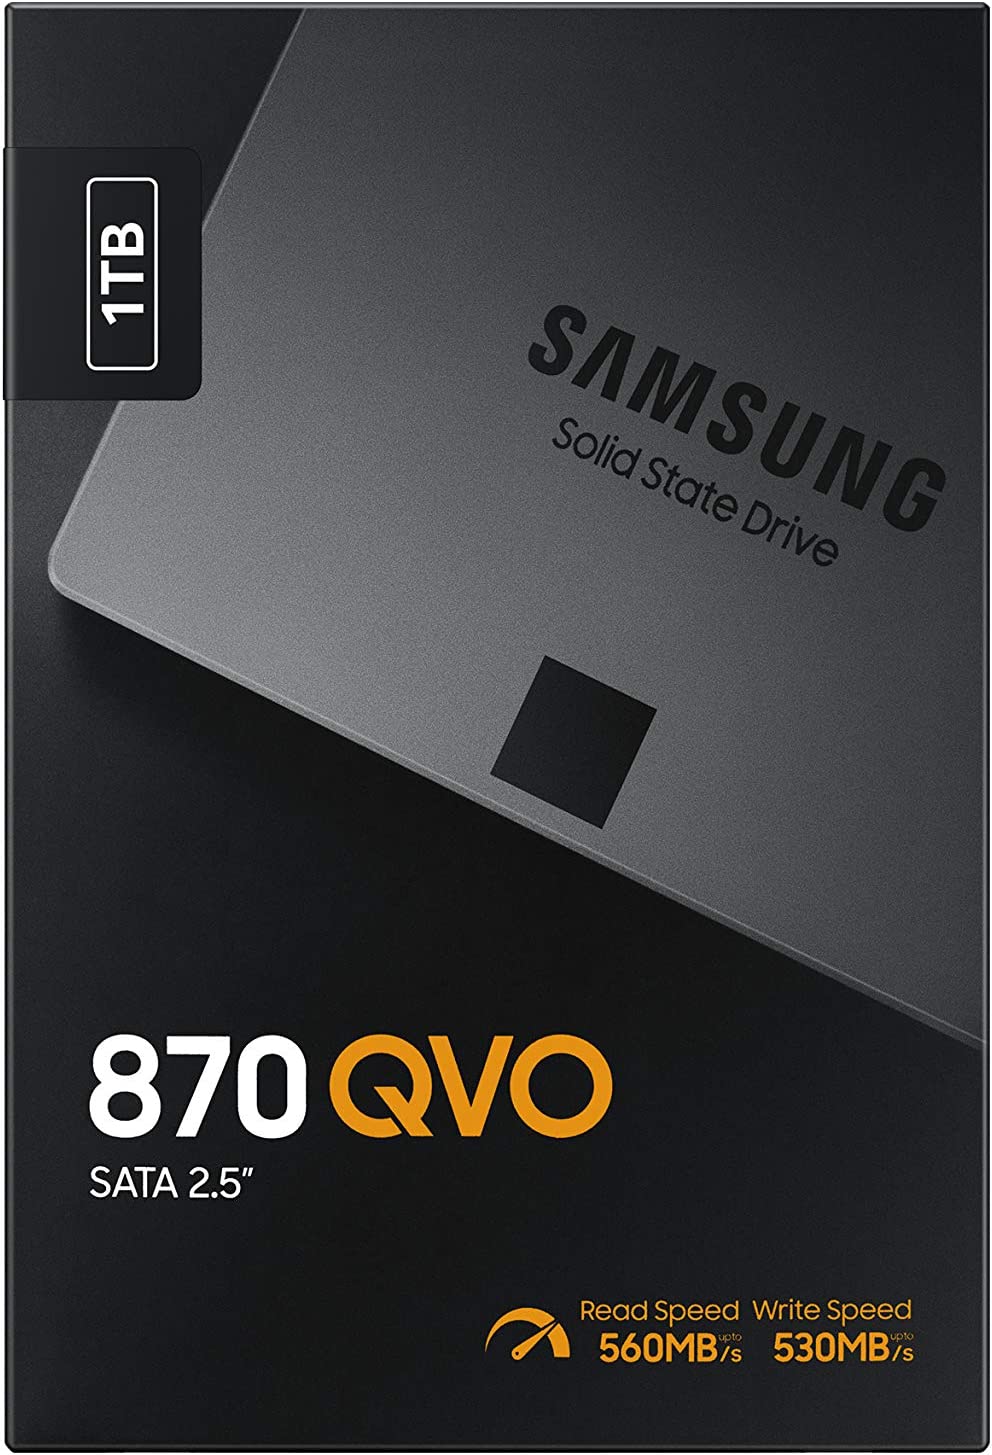 1TB
SAMSUNG
Solid State Drive
870 QVO
SATA 2.5”
Read Speed Write Speed
560MB/s upto 530MB/s upto